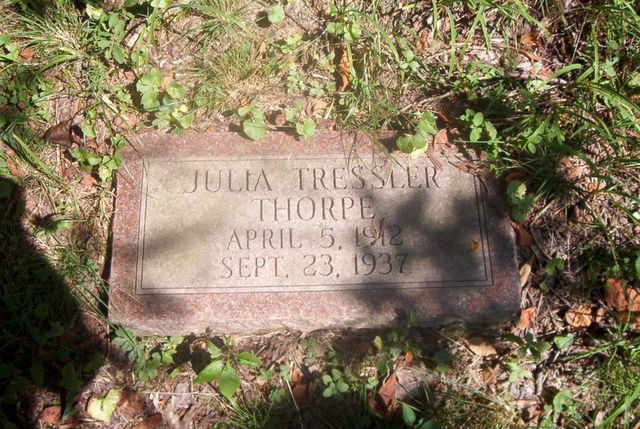 JULIA TRESSLER
THORPE
APRIL 5, 1912
SEPT. 23, 1937